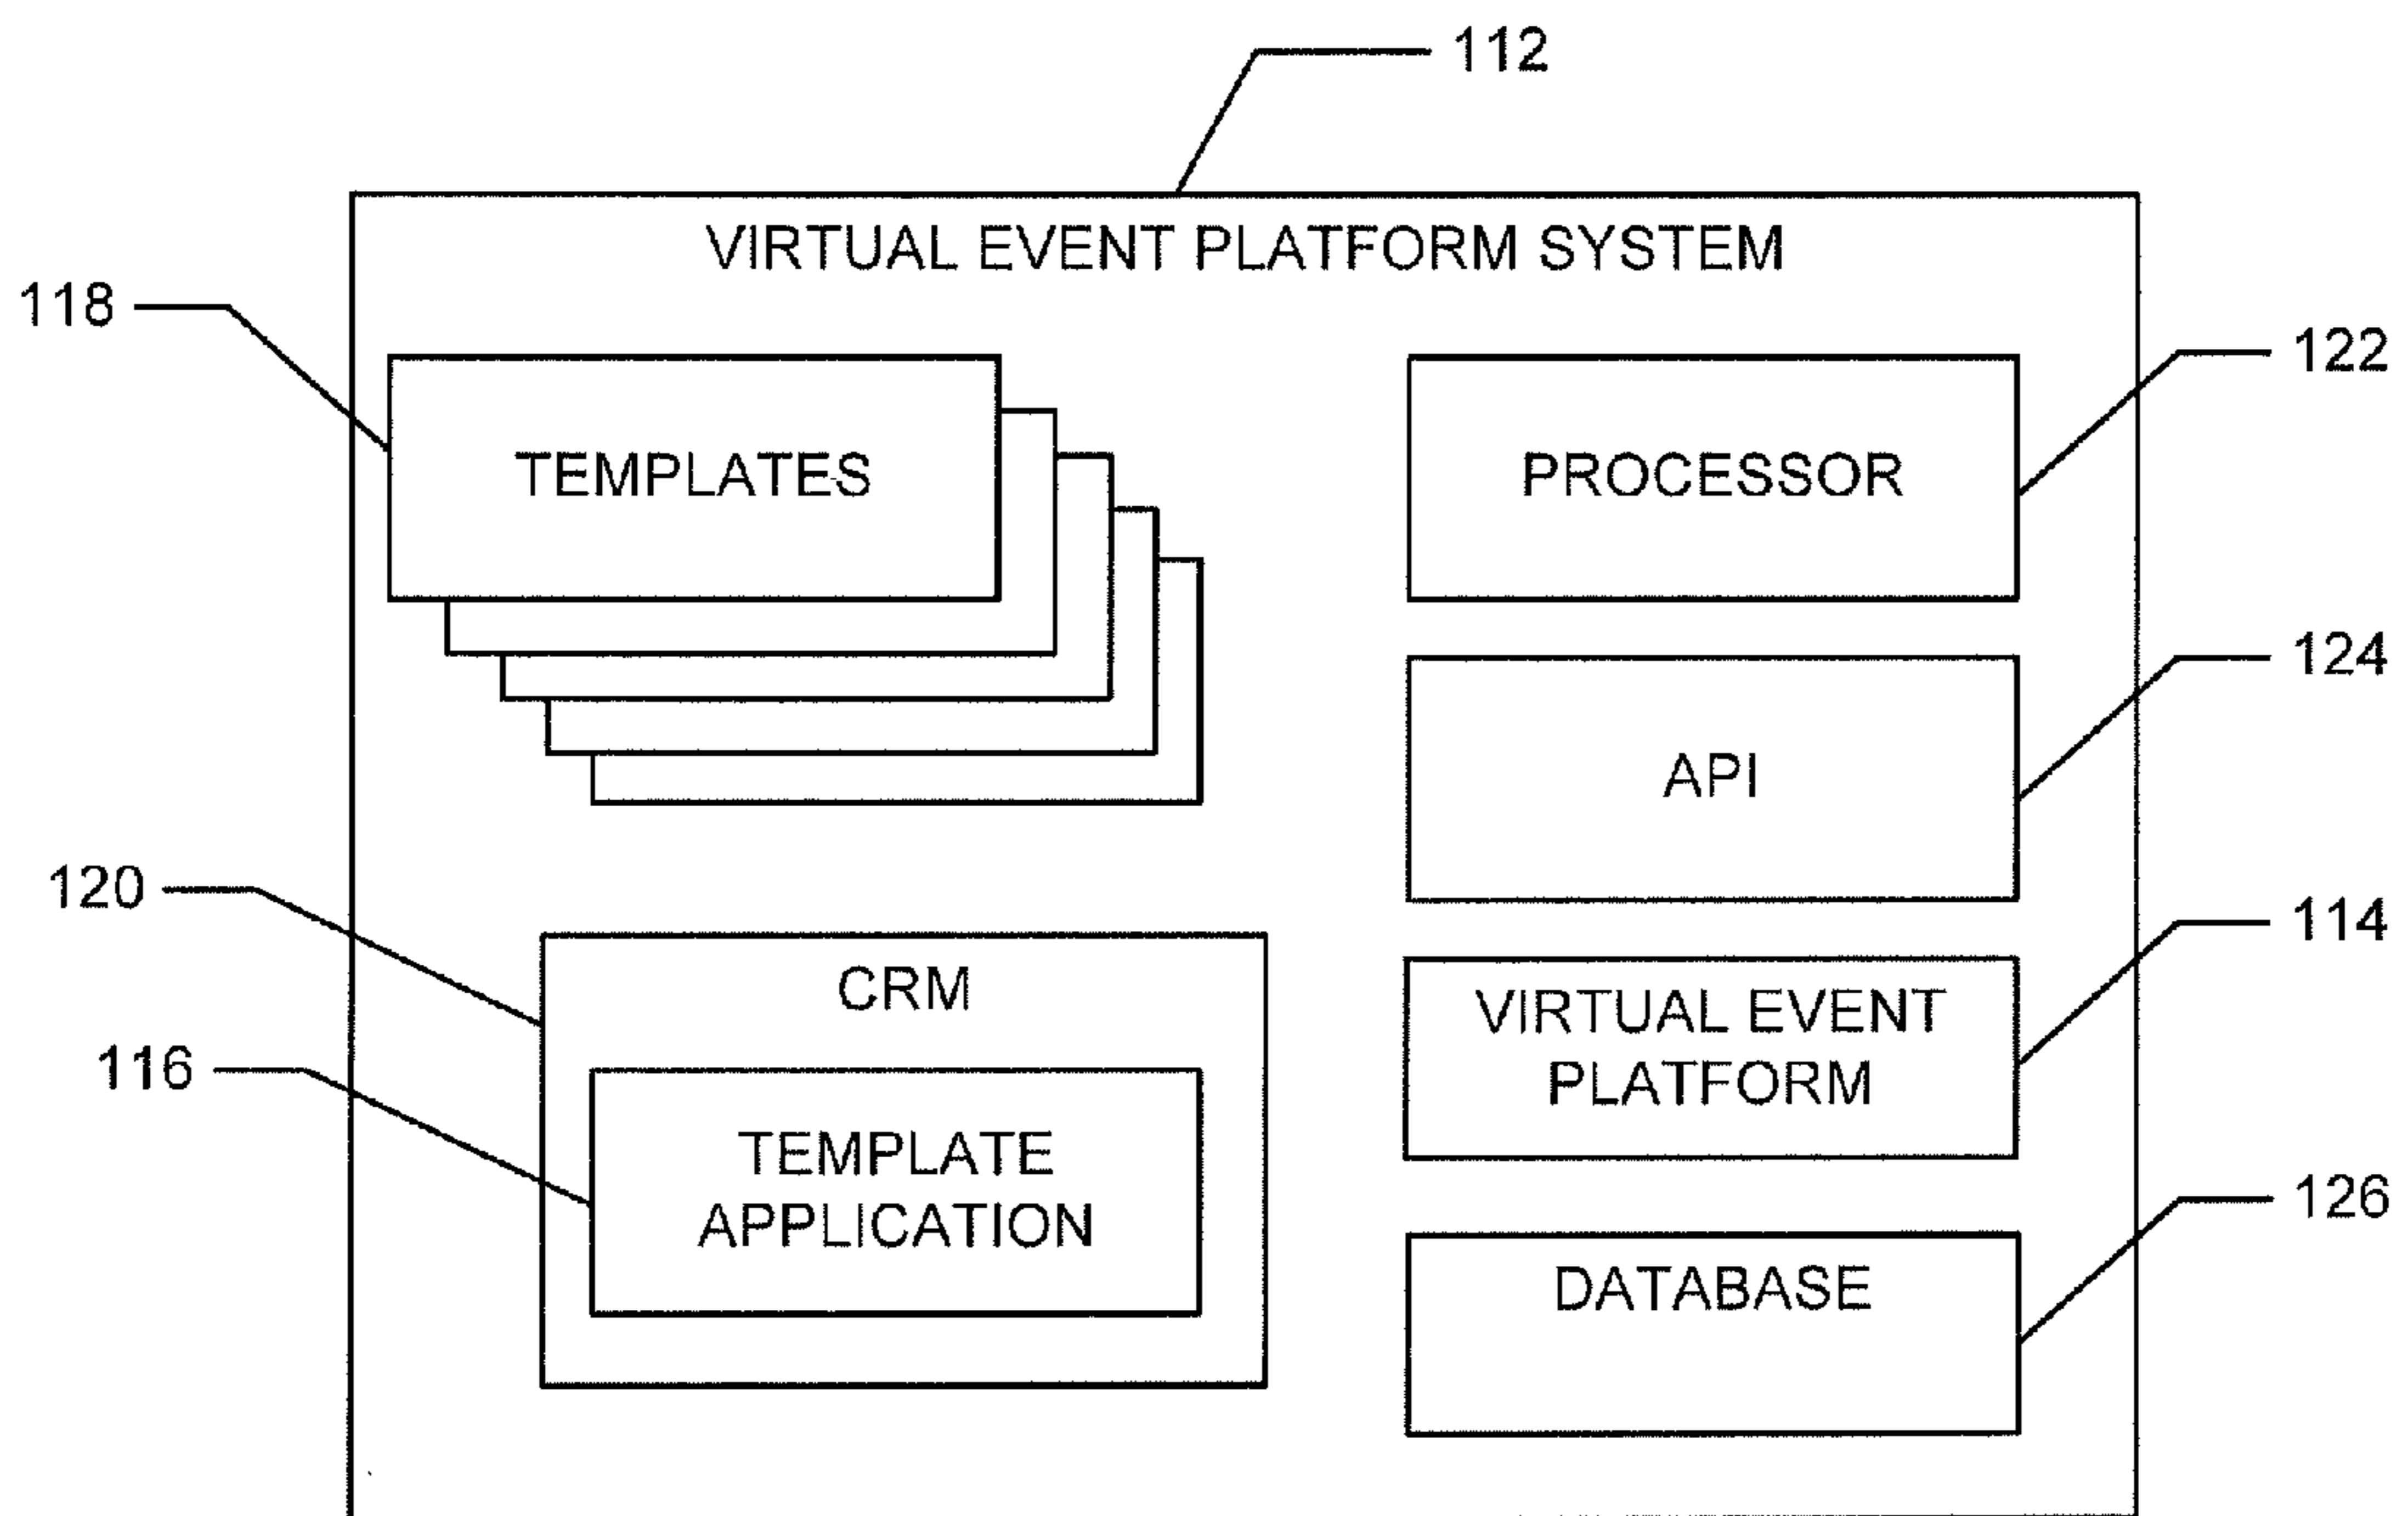 112
VIRTUAL EVENT PLATFORM SYSTEM
118
TEMPLATES
122
PROCESSOR
124
API
120
CRM
114
VIRTUAL EVENT
PLATFORM
116
TEMPLATE
APPLICATION
126
DATABASE